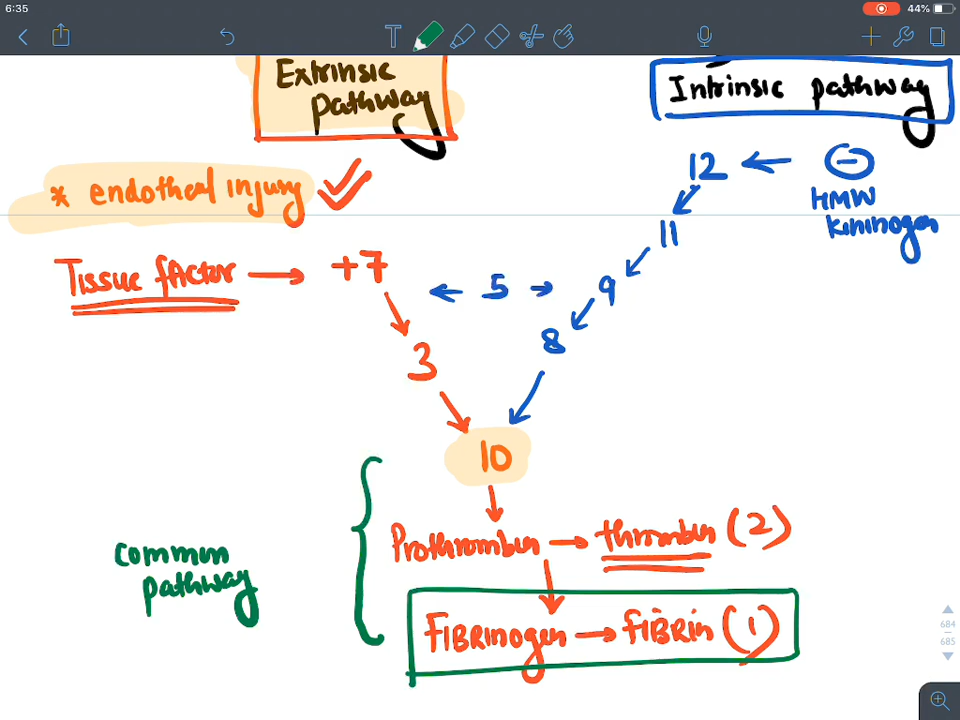 6:35
44%
T
Extrinsic
pathway
Intrinsic pathway
* endotheal injury
12 ← −
HMW
kininogen
11
Tissue factor → +7
← 5 → 9
3
8
10
Prothrombin → thrombin (2)
common
pathway
FIBRinogen → FIBRin (1)
684
685